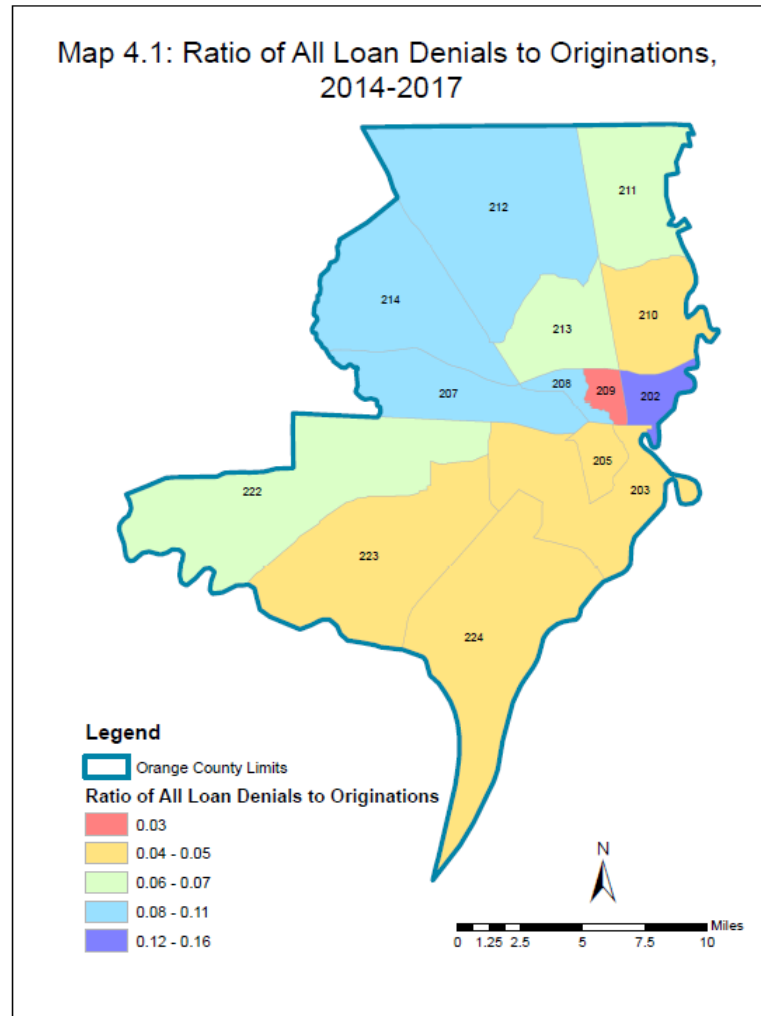 Map 4.1: Ratio of All Loan Denials to Originations,
2014-2017
211
212
214
210
213
208
209
202
207
205
203
222
223
224
Legend
Orange County Limits
Ratio of All Loan Denials to Originations
0.03
0.04 - 0.05
0.06 - 0.07
0.08 - 0.11
0.12 - 0.16
N
Miles
0 1.25 2.5 5 7.5 10